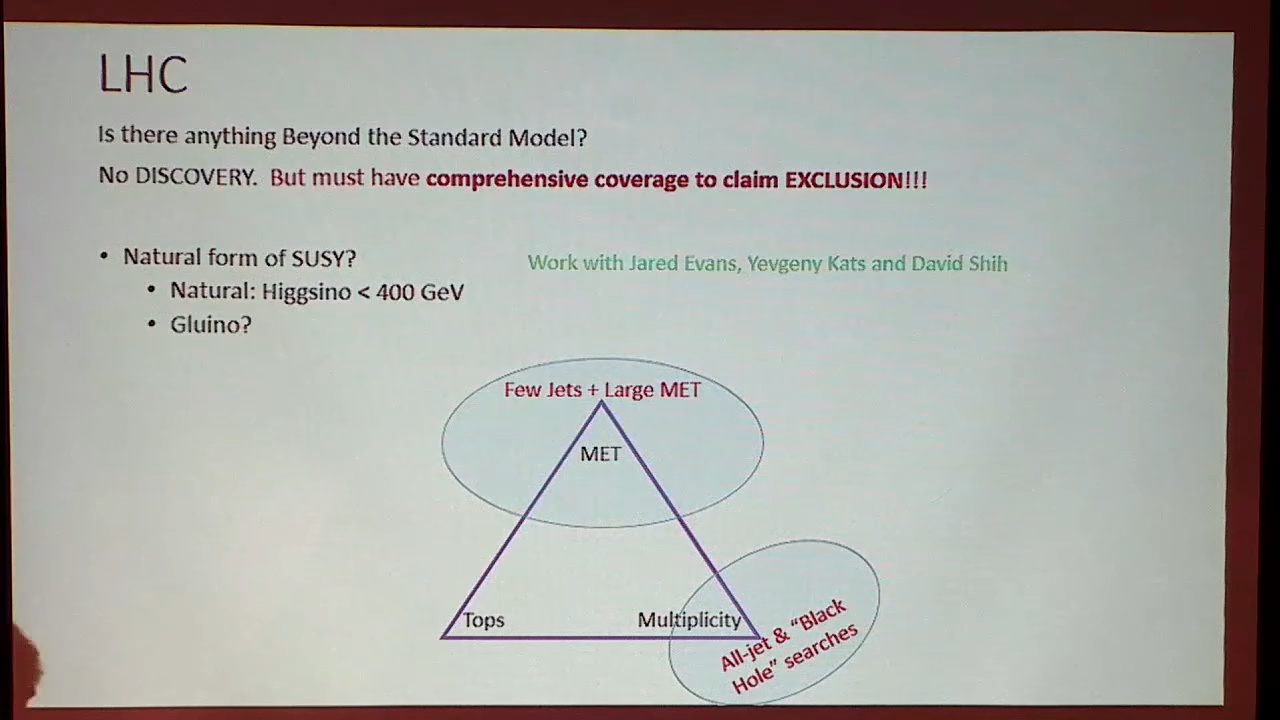 LHC
Is there anything Beyond the Standard Model?
No DISCOVERY. But must have comprehensive coverage to claim EXCLUSION!!!
• Natural form of SUSY?
Work with Jared Evans, Yevgeny Kats and David Shih
• Natural: Higgsino < 400 GeV
• Gluino?
Few Jets + Large MET
MET
Tops
Multiplicity
All-jet & "Black
Hole" searches